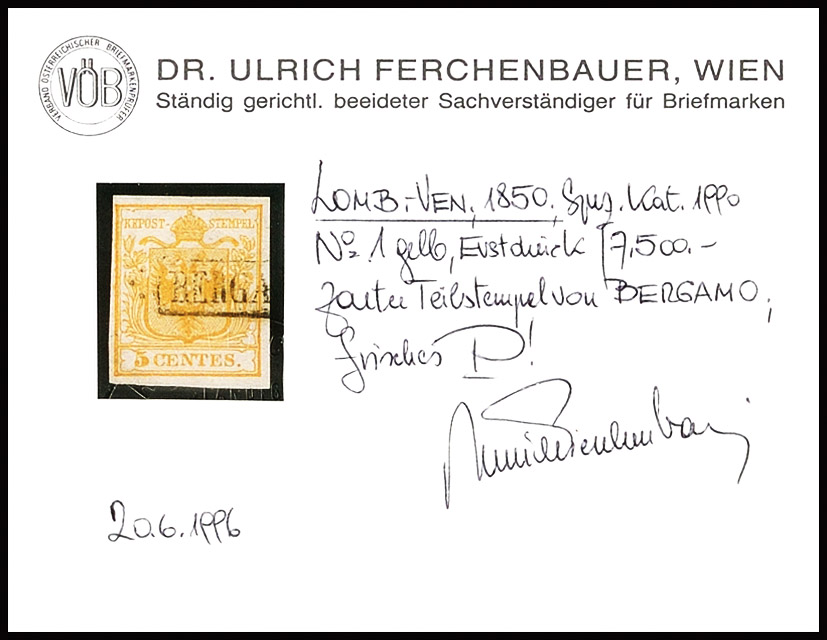 VERBAND ÖSTERREICHISCHER BRIEFMARKENPRÜFER
VÖB
DR. ULRICH FERCHENBAUER, WIEN
Ständig gerichtl. beeideter Sachverständiger für Briefmarken
KKPOST-STEMPEL
BERGA
5 CENTES.
LOMB.-VEN, 1850, Spez. Kat. 1990
No 1 gelb, Erstdruck [7,500.-
zarter Teilstempel von BERGAMO,
frisches P!
20.6.1996